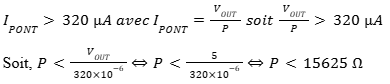 I_PONT > 320 µA avec I_PONT = V_OUT / P soit V_OUT / P > 320 µA
Soit, P < V_OUT / 320×10^-6 ⇔ P < 5 / 320×10^-6 ⇔ P < 15625 Ω